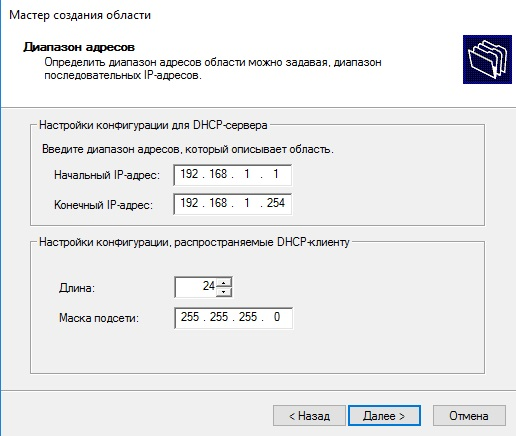 Мастер создания области
Диапазон адресов
Определить диапазон адресов области можно задавая, диапазон
последовательных IP-адресов.
Настройки конфигурации для DHCP-сервера
Введите диапазон адресов, который описывает область.
Начальный IP-адрес: 192 . 168 . 1 . 1
Конечный IP-адрес: 192 . 168 . 1 . 254
Настройки конфигурации, распространяемые DHCP-клиенту
Длина: 24
Маска подсети: 255 . 255 . 255 . 0
< Назад Далее > Отмена